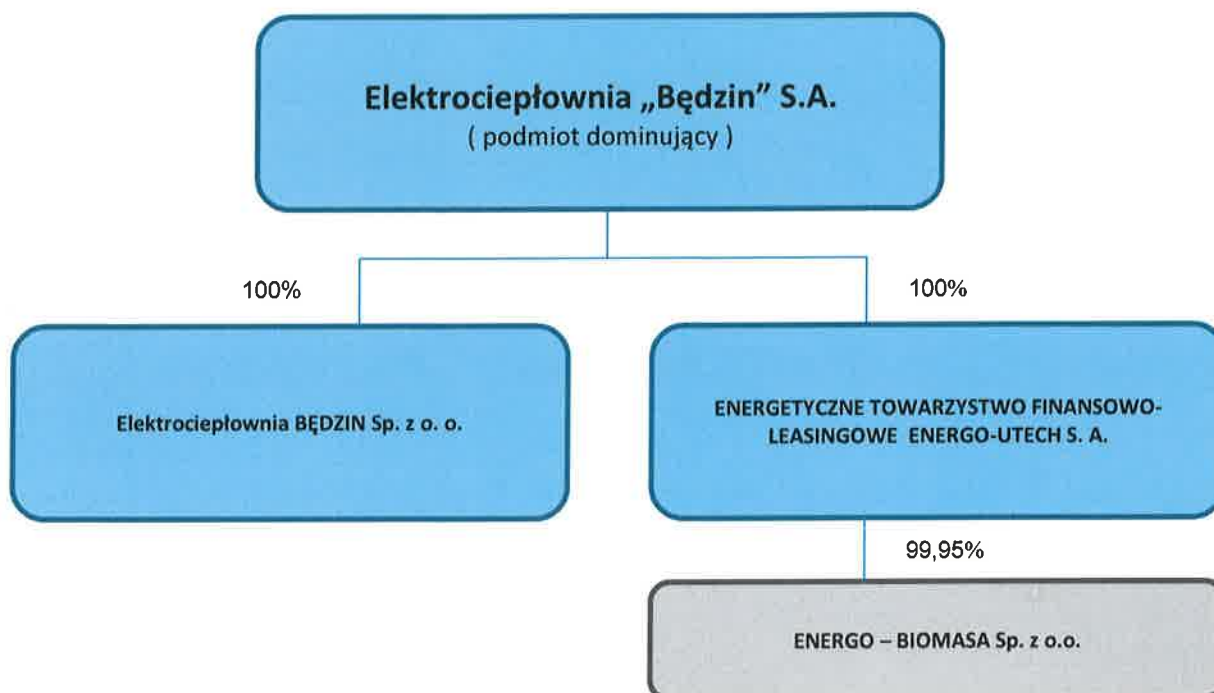 Elektrociepłownia „Będzin” S.A.
( podmiot dominujący )
100%
100%
Elektrociepłownia BĘDZIN Sp. z o. o.
ENERGETYCZNE TOWARZYSTWO FINANSOWO-
LEASINGOWE ENERGO-UTECH S. A.
99,95%
ENERGO – BIOMASA Sp. z o.o.